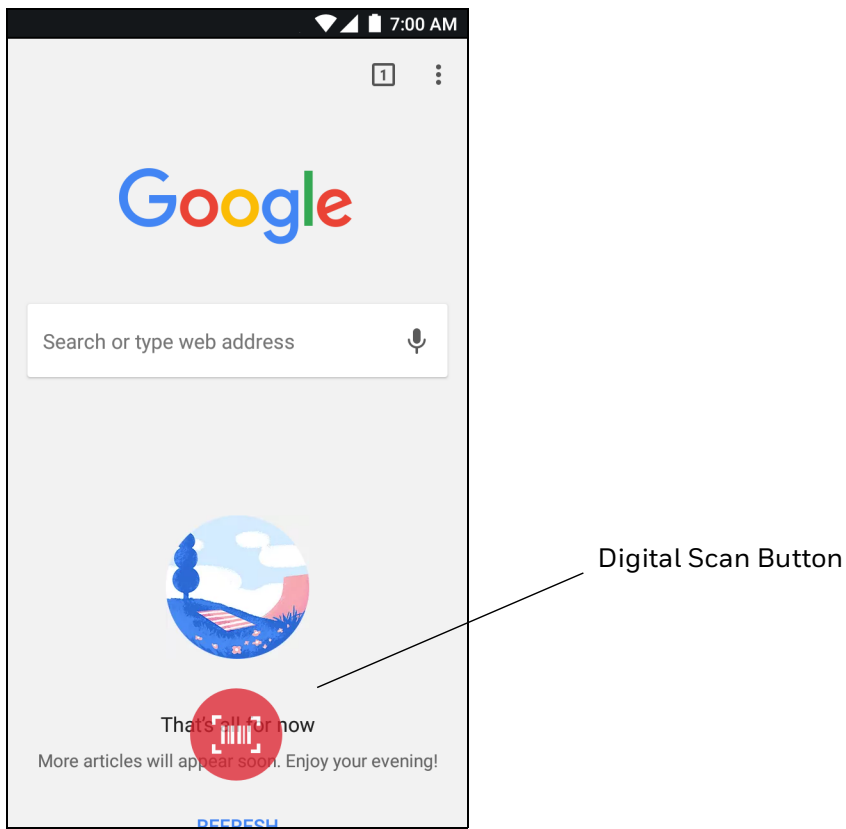 7:00 AM
1
Google
Search or type web address
Digital Scan Button
That's all for now
More articles will appear soon. Enjoy your evening!
REFRESH